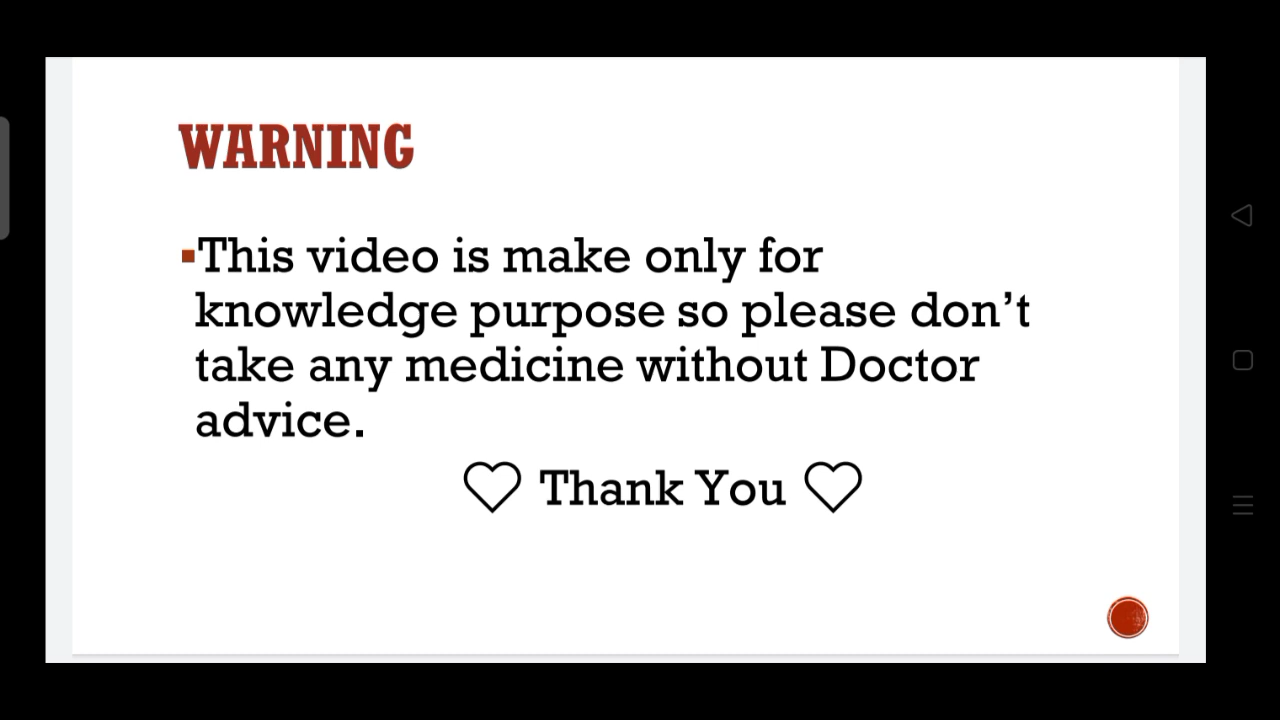 WARNING
▪This video is make only for
knowledge purpose so please don’t
take any medicine without Doctor
advice.
♡ Thank You ♡